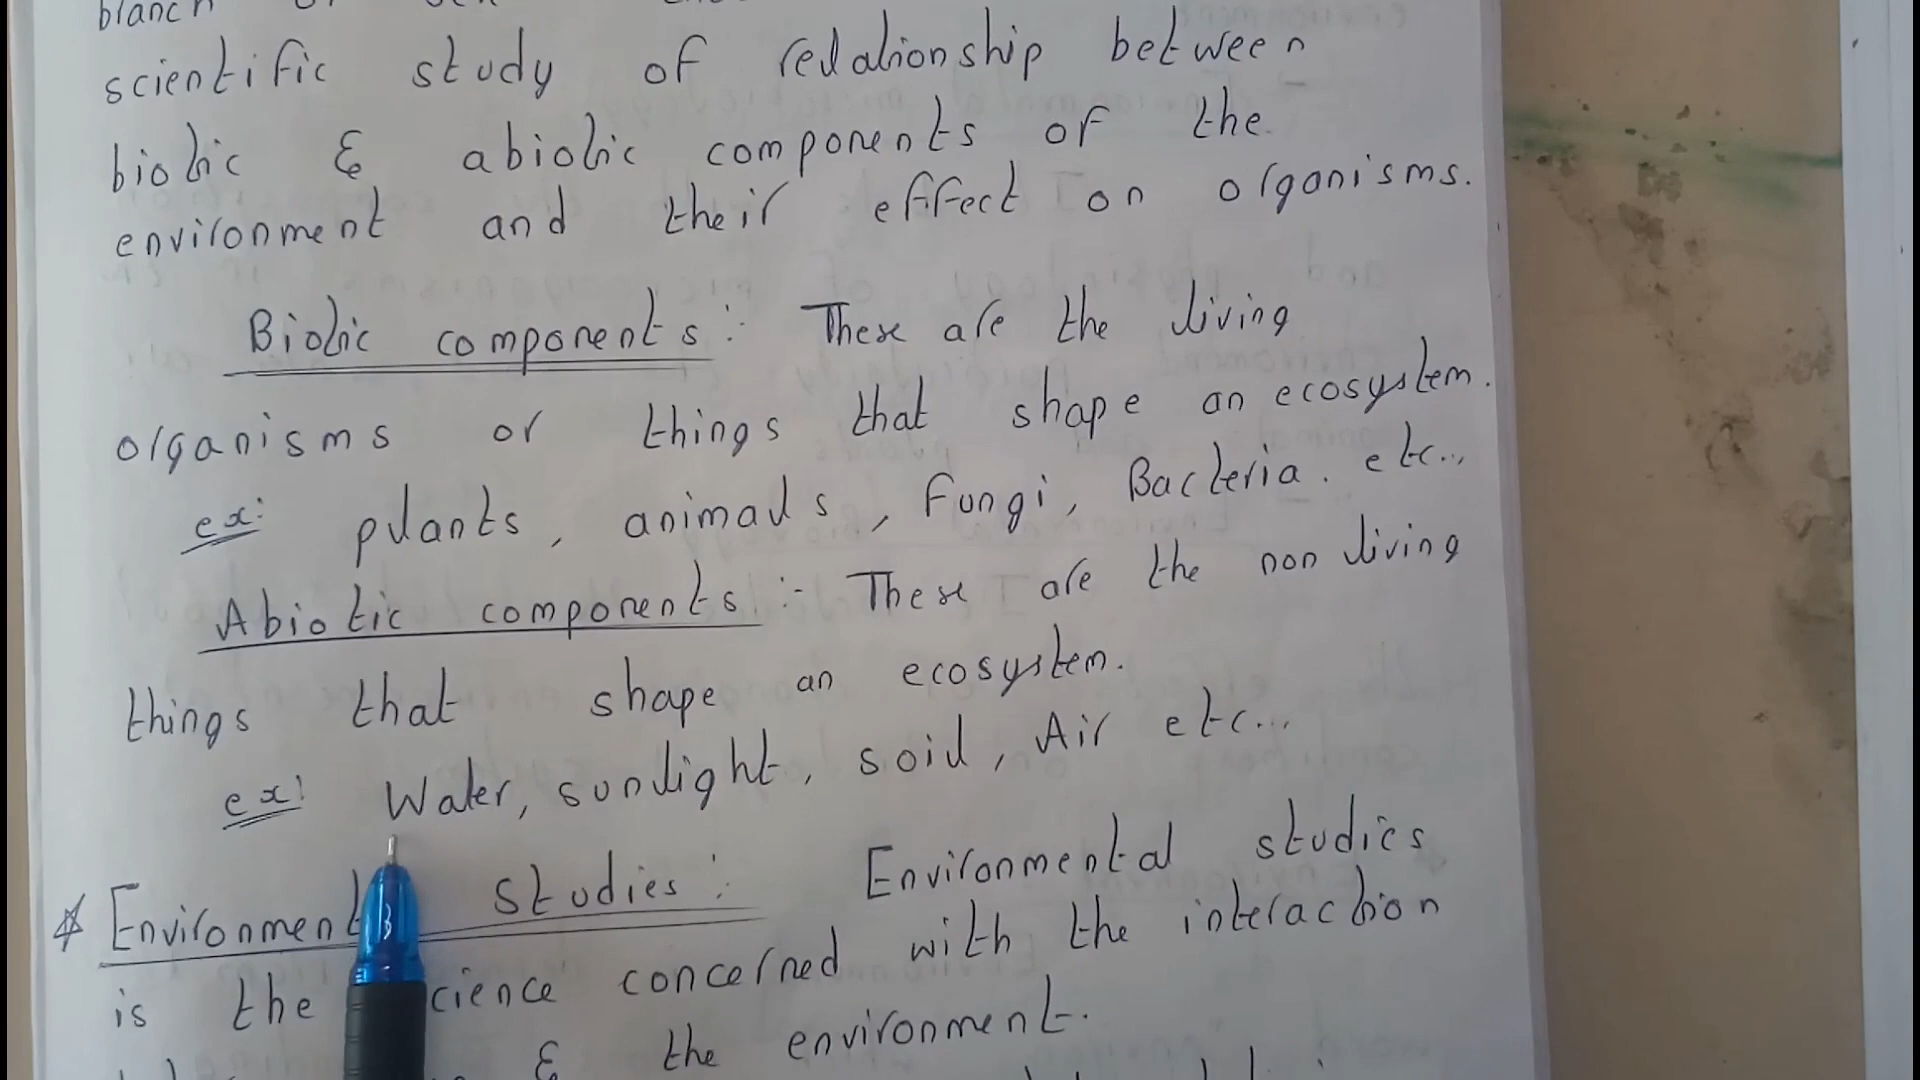 branch
scientific study of relationship between
biotic & abiotic components of the
environment and their effect on organisms.
Biotic components :- These are the living
organisms or things that shape an ecosystem.
ex: plants, animals, Fungi, Bacteria. etc..,
Abiotic components :- These are the non living
things that shape an ecosystem.
ex: Water, sunlight, soil, Air etc...
* Environment studies : Environmental studies
is the cience concerned with the interaction
& the environment.